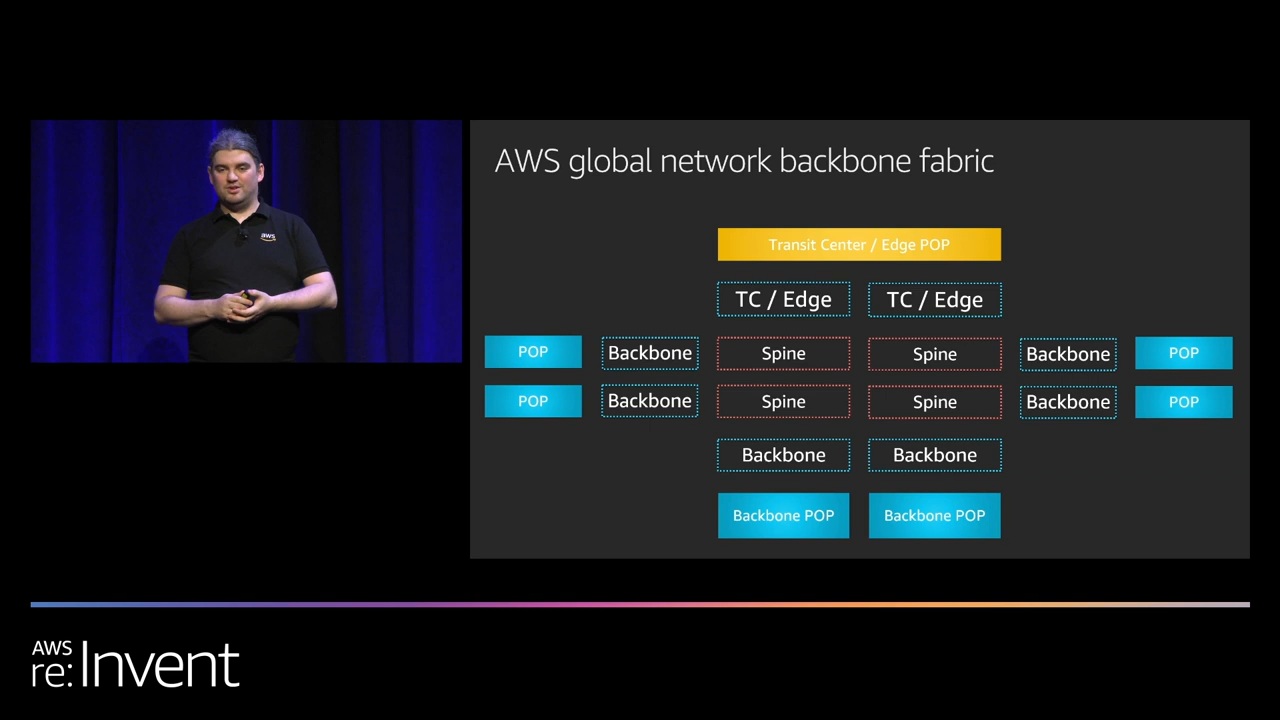 aws
AWS global network backbone fabric
Transit Center / Edge POP
TC / Edge
TC / Edge
POP
Backbone
Spine
Spine
Backbone
POP
POP
Backbone
Spine
Spine
Backbone
POP
Backbone
Backbone
Backbone POP
Backbone POP
AWS
re:Invent